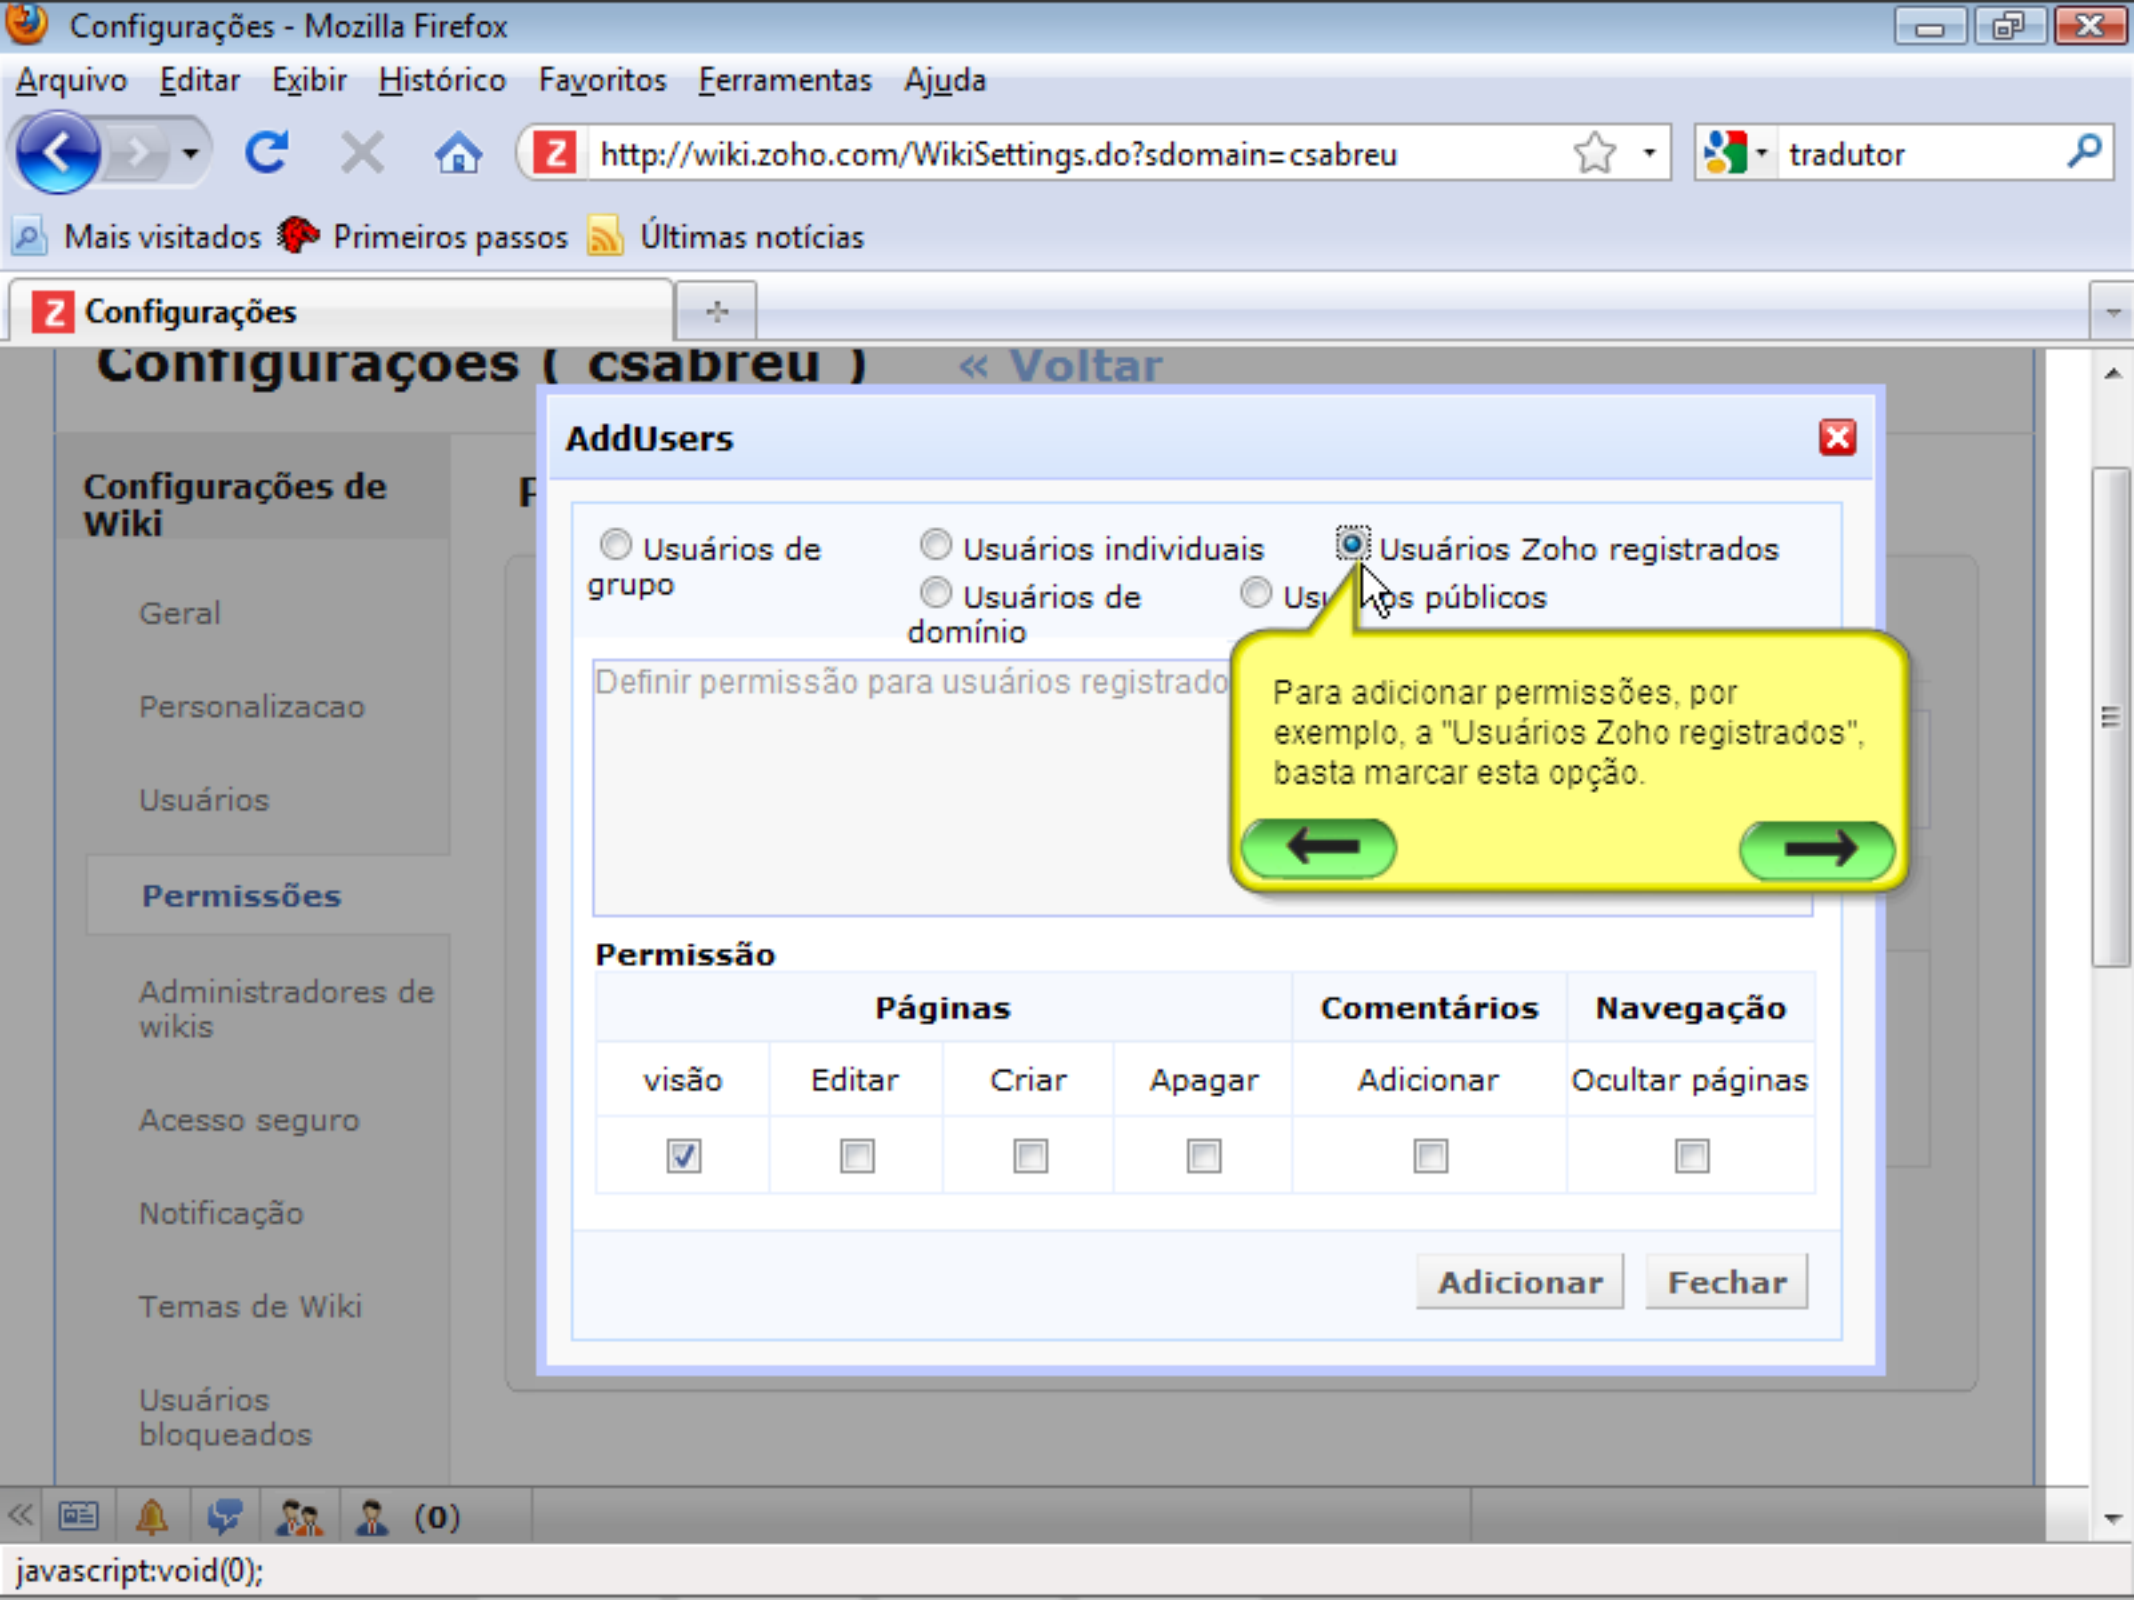 Configurações - Mozilla Firefox
Arquivo Editar Exibir Histórico Favoritos Ferramentas Ajuda
http://wiki.zoho.com/WikiSettings.do?sdomain=csabreu
tradutor
Mais visitados Primeiros passos Últimas notícias
Configurações
Configurações ( csabreu ) « Voltar
AddUsers
Configurações de
Wiki
Geral
Personalizacao
Usuários
Permissões
Administradores de
wikis
Acesso seguro
Notificação
Temas de Wiki
Usuários
bloqueados
Usuários de
grupo
Usuários individuais
Usuários Zoho registrados
Usuários de
domínio
públicos
Definir permissão para usuários
Para adicionar permissões, por
exemplo, a "Usuários Zoho registrados",
basta marcar esta opção.
Permissão
Páginas Comentários Navegação
visão Editar Criar Apagar Adicionar Ocultar páginas
Adicionar Fechar
(0)
javascript:void(0);